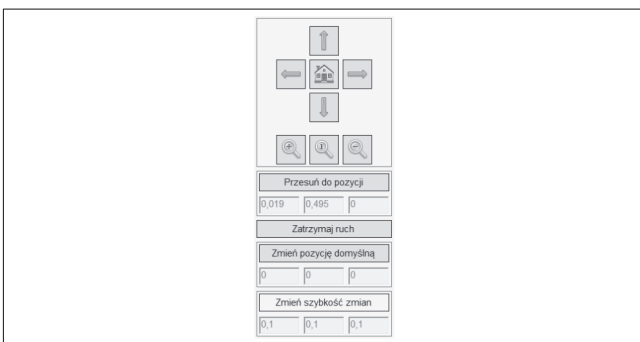 Przesuń do pozycji
0,019 0,495 0
Zatrzymaj ruch
Zmień pozycję domyślną
0 0 0
Zmień szybkość zmian
0,1 0,1 0,1